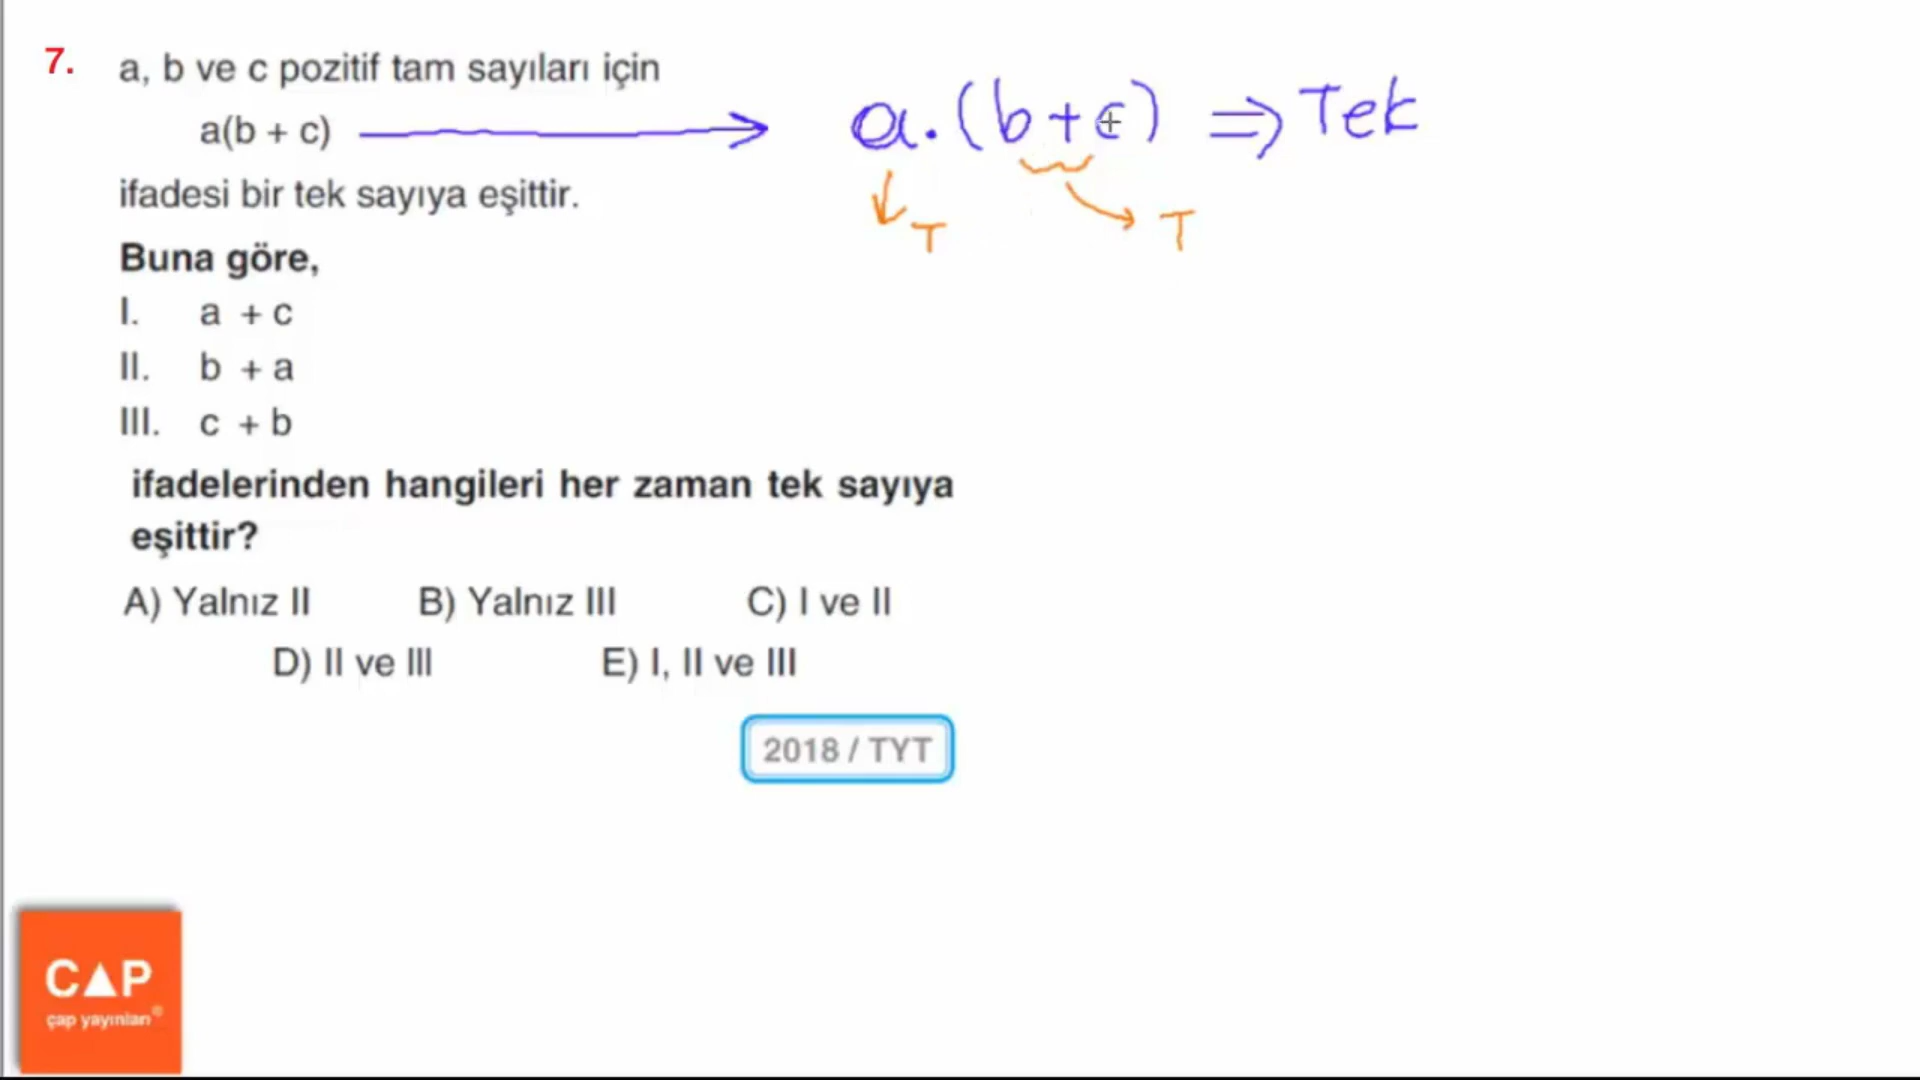 7. a, b ve c pozitif tam sayıları için
a(b + c)
a.(b+c) ⇒ Tek
T
T
ifadesi bir tek sayıya eşittir.
Buna göre,
I. a + c
II. b + a
III. c + b
ifadelerinden hangileri her zaman tek sayıya
eşittir?
A) Yalnız II B) Yalnız III C) I ve II
D) II ve III E) I, II ve III
2018 / TYT
CAP
çap yayınları®